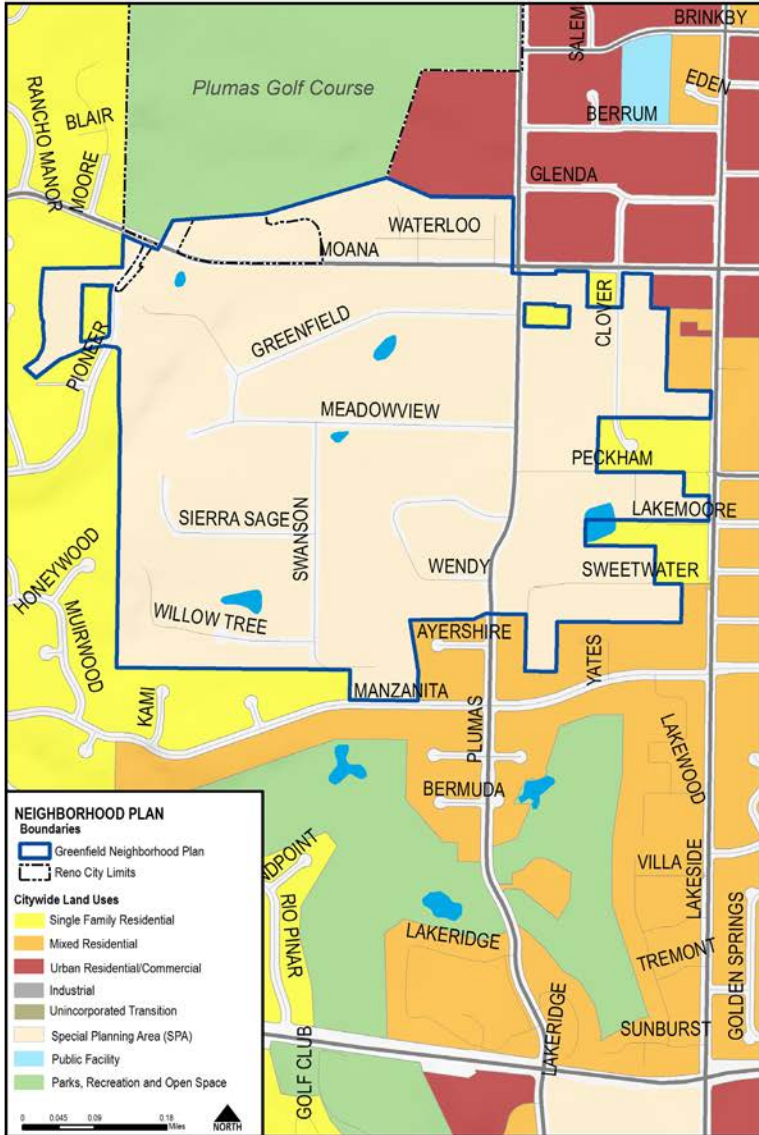 BRINKBY
SALEM
Plumas Golf Course
EDEN
RANCHO MANOR
BLAIR
BERRUM
MOORE
GLENDA
WATERLOO
MOANA
CLOVER
GREENFIELD
PIONEER
MEADOWVIEW
PECKHAM
LAKEMOORE
SIERRA SAGE
SWANSON
HONEYWOOD
WENDY
SWEETWATER
MUIRWOOD
WILLOW TREE
AYERSHIRE
YATES
KAMI
MANZANITA
PLUMAS
LAKEWOOD
BERMUDA
NEIGHBORHOOD PLAN
Boundaries
Greenfield Neighborhood Plan
Reno City Limits
Citywide Land Uses
Single Family Residential
Mixed Residential
Urban Residential/Commercial
Industrial
Unincorporated Transition
Special Planning Area (SPA)
Public Facility
Parks, Recreation and Open Space
0 0.045 0.09 0.18
Miles
NORTH
NDPOINT
RIO PINAR
VILLA
LAKESIDE
LAKERIDGE
TREMONT
GOLDEN SPRINGS
SUNBURST
LAKERIDGE
GOLF CLUB